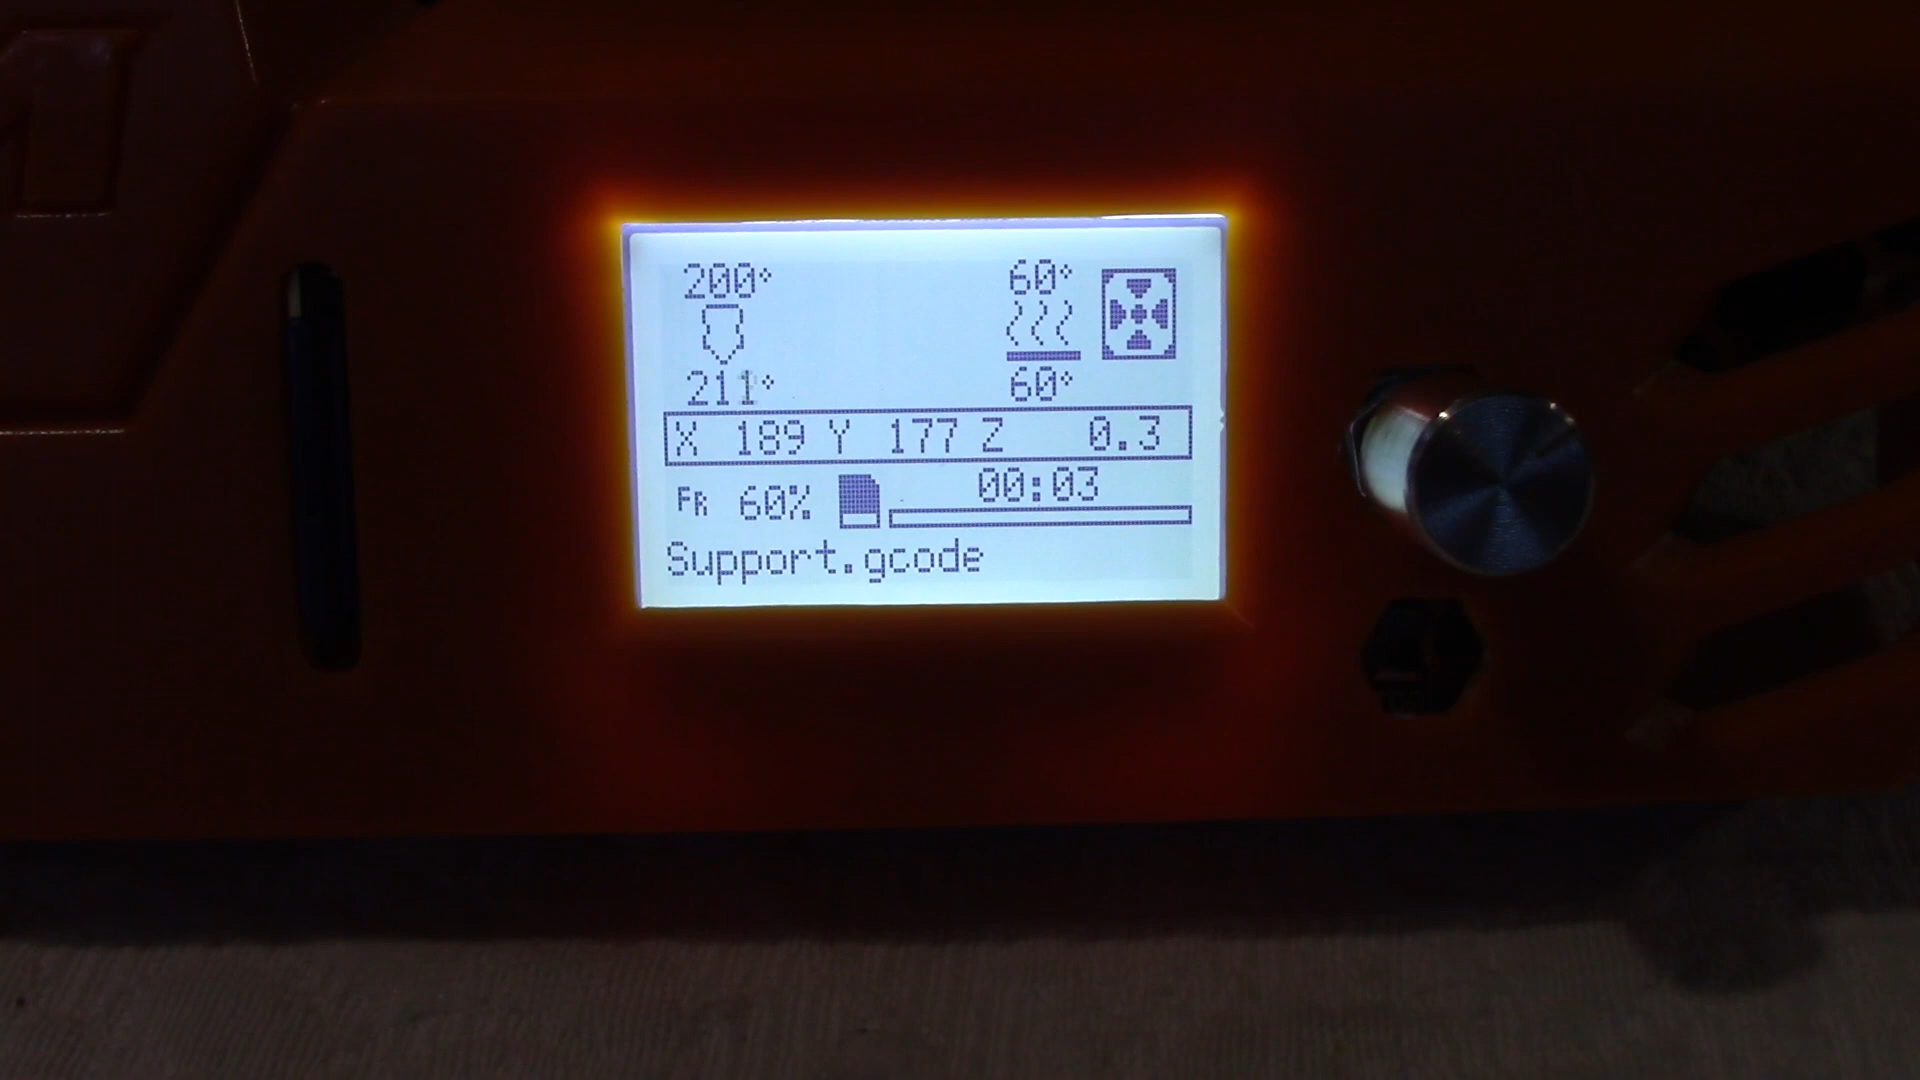 200° 60°
211° 60°
X 189 Y 177 Z 0.3
FR 60% 00:03
Support.gcode